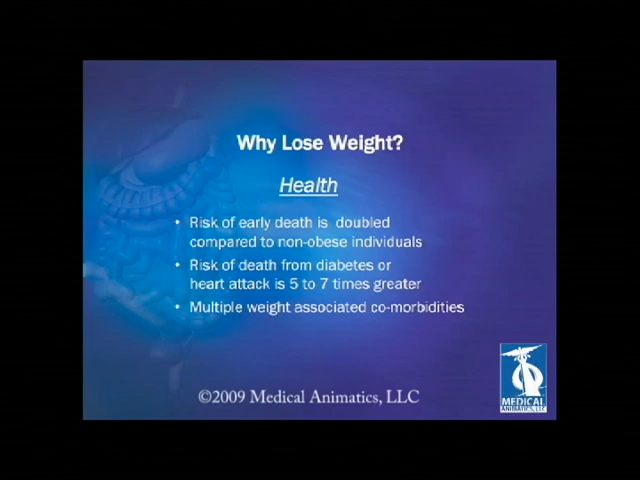 Why Lose Weight?
Health
• Risk of early death is doubled
compared to non-obese individuals
• Risk of death from diabetes or
heart attack is 5 to 7 times greater
• Multiple weight associated co-morbidities
©2009 Medical Animatics, LLC
MEDICAL
ANIMATICS, LLC